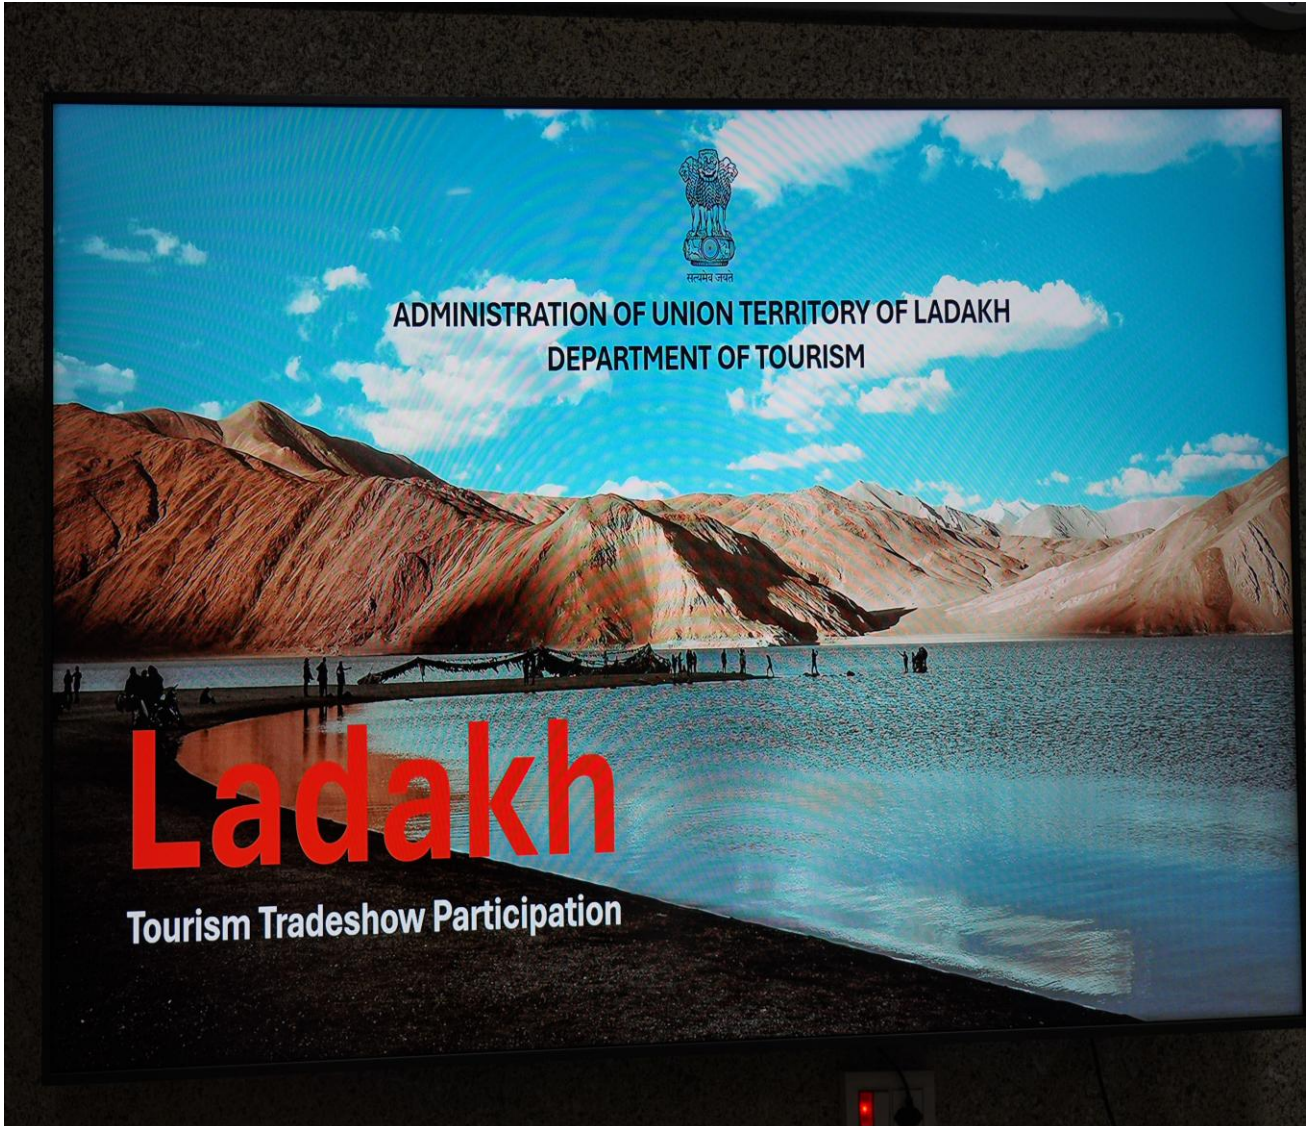 सत्यमेव जयते
ADMINISTRATION OF UNION TERRITORY OF LADAKH
DEPARTMENT OF TOURISM
Ladakh
Tourism Tradeshow Participation